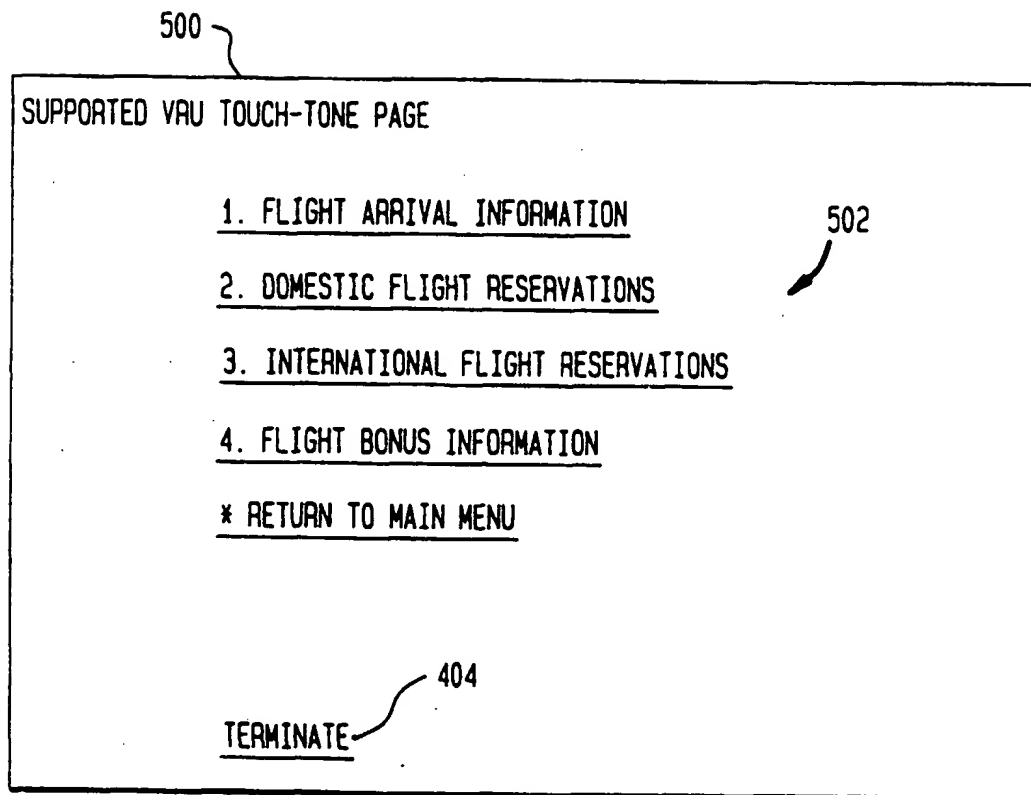 500
SUPPORTED VRU TOUCH-TONE PAGE
1. FLIGHT ARRIVAL INFORMATION
502
2. DOMESTIC FLIGHT RESERVATIONS
3. INTERNATIONAL FLIGHT RESERVATIONS
4. FLIGHT BONUS INFORMATION
* RETURN TO MAIN MENU
404
TERMINATE